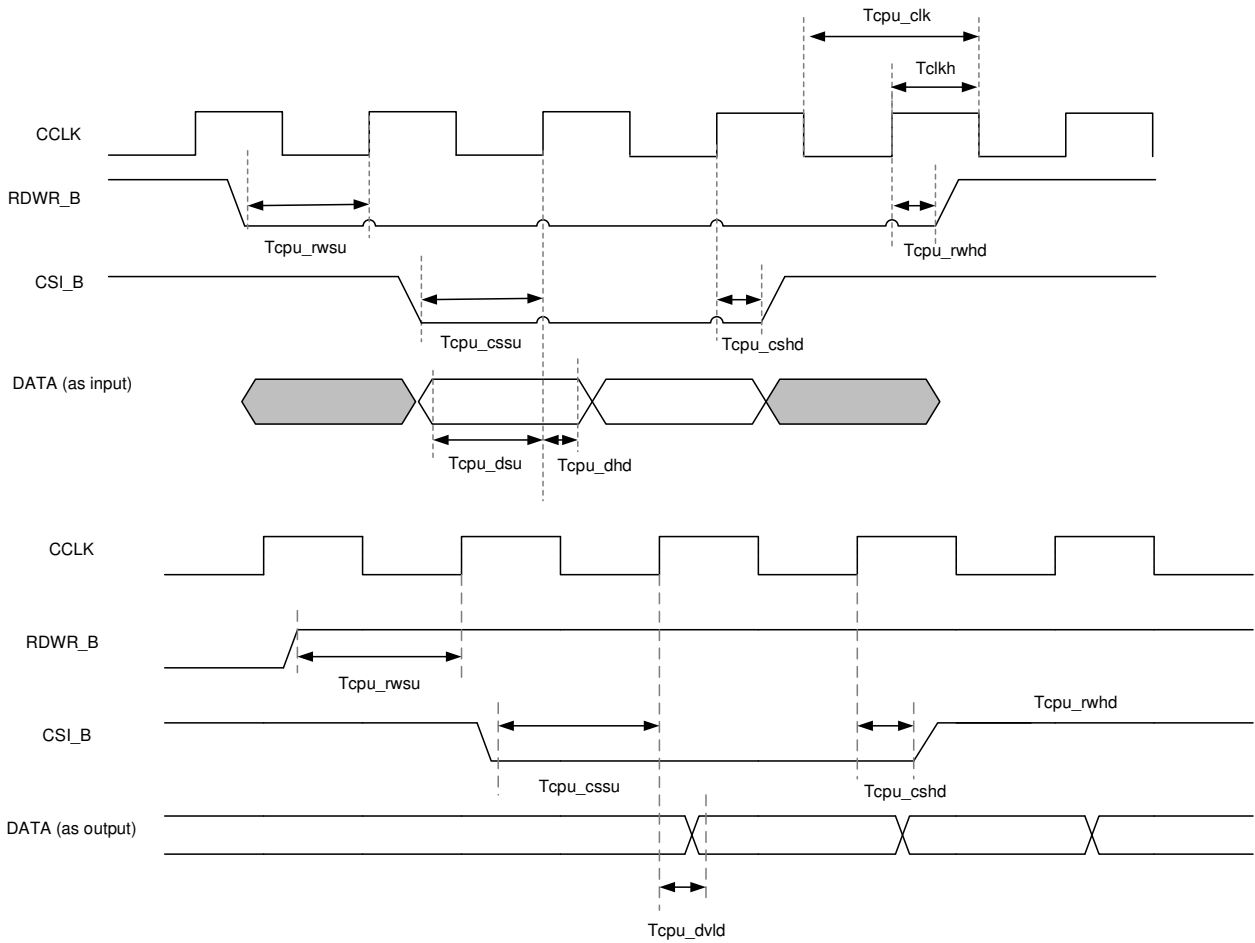 Tcpu_clk
Tclkh
CCLK
RDWR_B
Tcpu_rwsu
Tcpu_rwhd
CSI_B
Tcpu_cssu
Tcpu_cshd
DATA (as input)
Tcpu_dsu
Tcpu_dhd
CCLK
RDWR_B
Tcpu_rwsu
Tcpu_rwhd
CSI_B
Tcpu_cssu
Tcpu_cshd
DATA (as output)
Tcpu_dvld